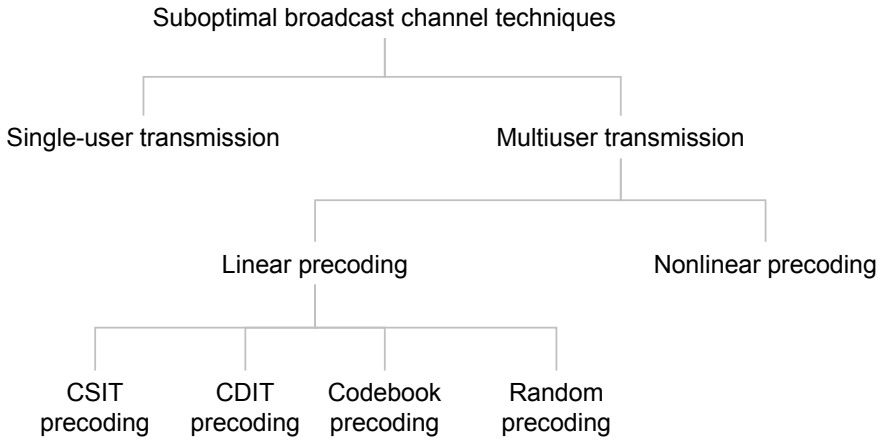 Suboptimal broadcast channel techniques
Single-user transmission
Multiuser transmission
Linear precoding
Nonlinear precoding
CSIT
precoding
CDIT
precoding
Codebook
precoding
Random
precoding